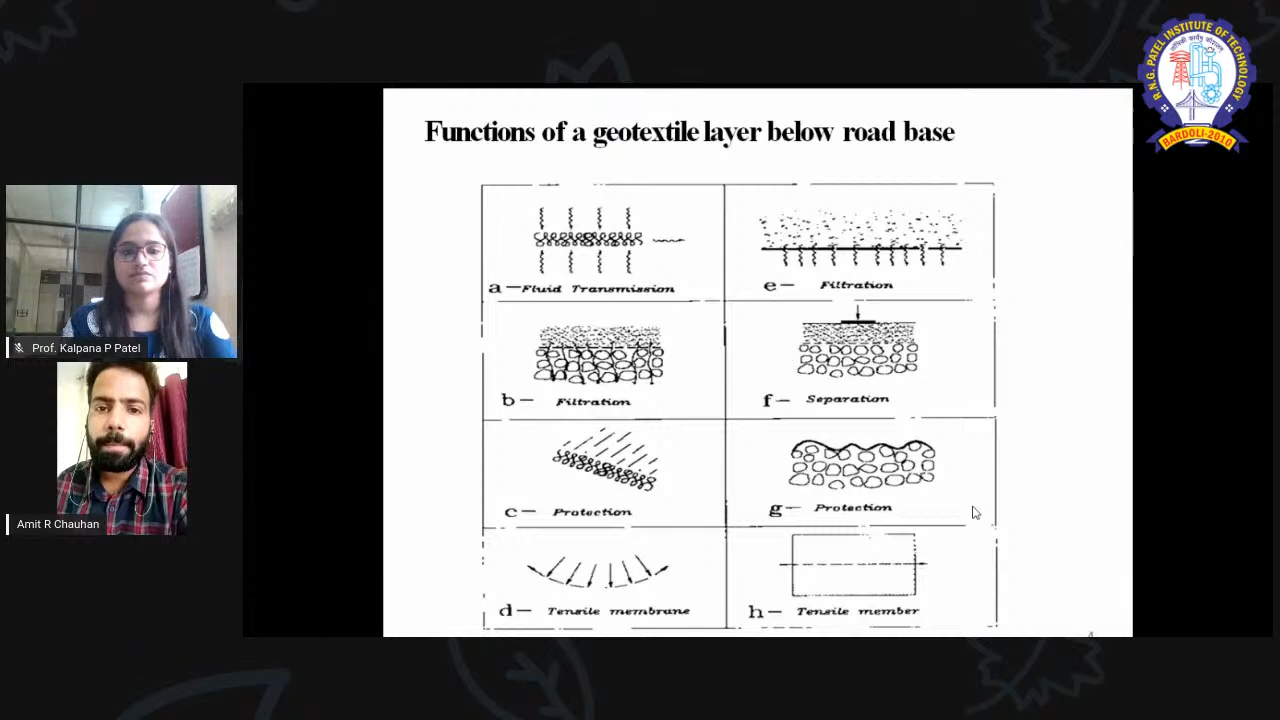 Functions of a geotextile layer below road base
a— Fluid Transmission
e— Filtration
b— Filtration
f— Separation
c— Protection
g— Protection
d— Tensile membrane
h— Tensile member
4
Prof. Kalpana P Patel
Amit R Chauhan
R.N.G. PATEL INSTITUTE OF TECHNOLOGY
BARDOLI-2010